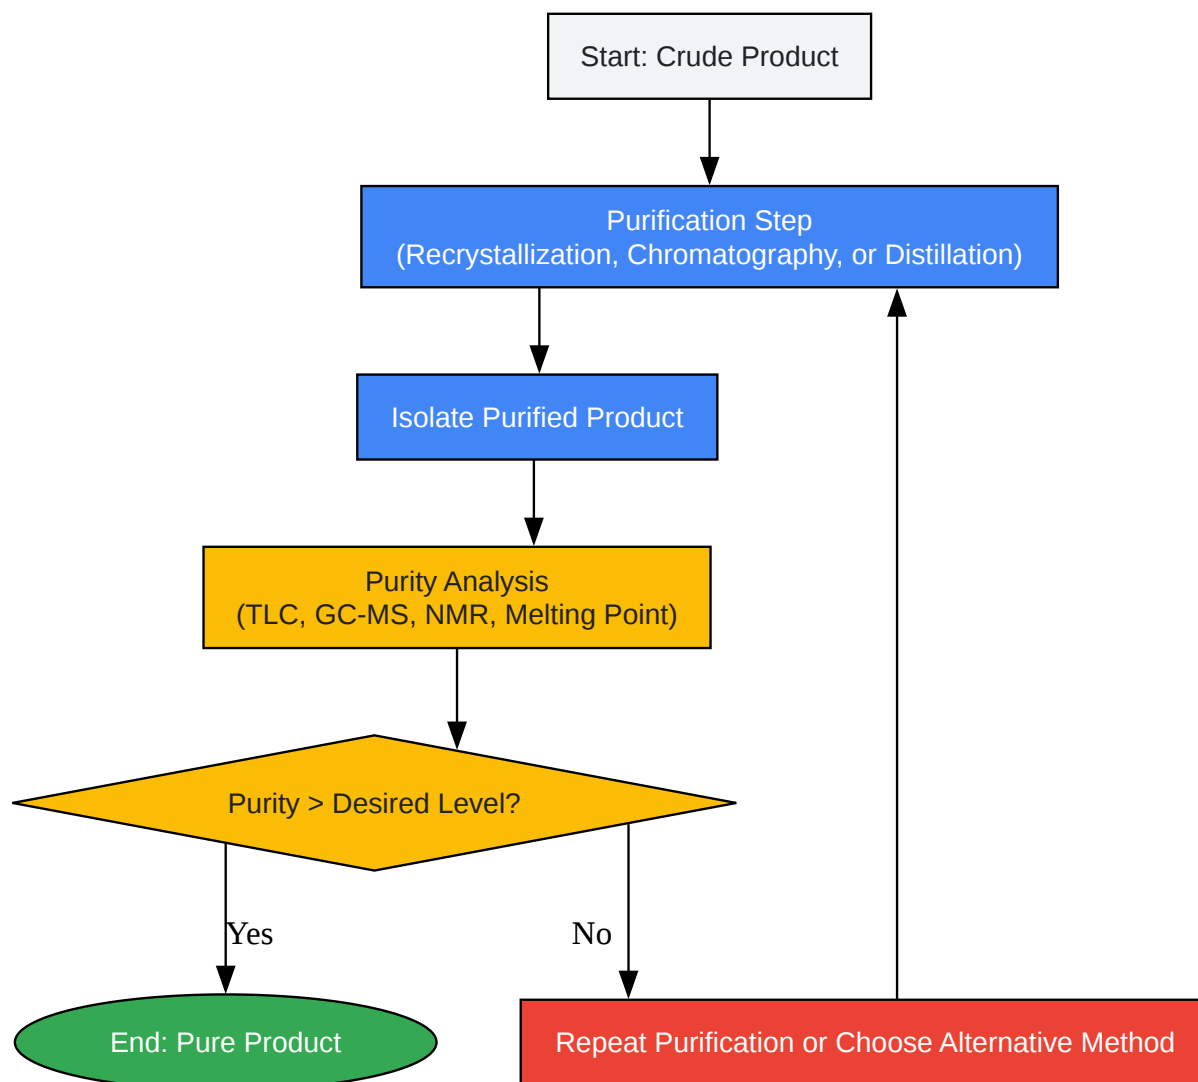 Start: Crude Product
Purification Step
(Recrystallization, Chromatography, or Distillation)
Isolate Purified Product
Purity Analysis
(TLC, GC-MS, NMR, Melting Point)
Purity > Desired Level?
Yes
No
End: Pure Product
Repeat Purification or Choose Alternative Method